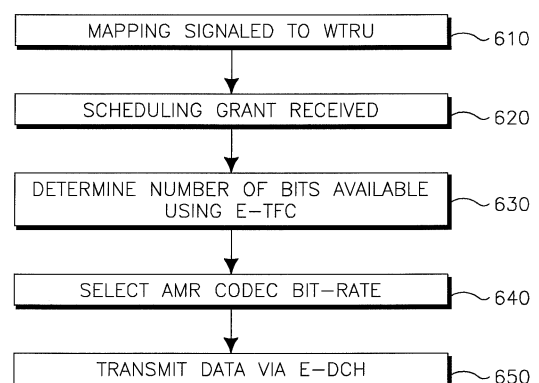 MAPPING SIGNALED TO WTRU
610
SCHEDULING GRANT RECEIVED
620
DETERMINE NUMBER OF BITS AVAILABLE
USING E-TFC
630
SELECT AMR CODEC BIT-RATE
640
TRANSMIT DATA VIA E-DCH
650